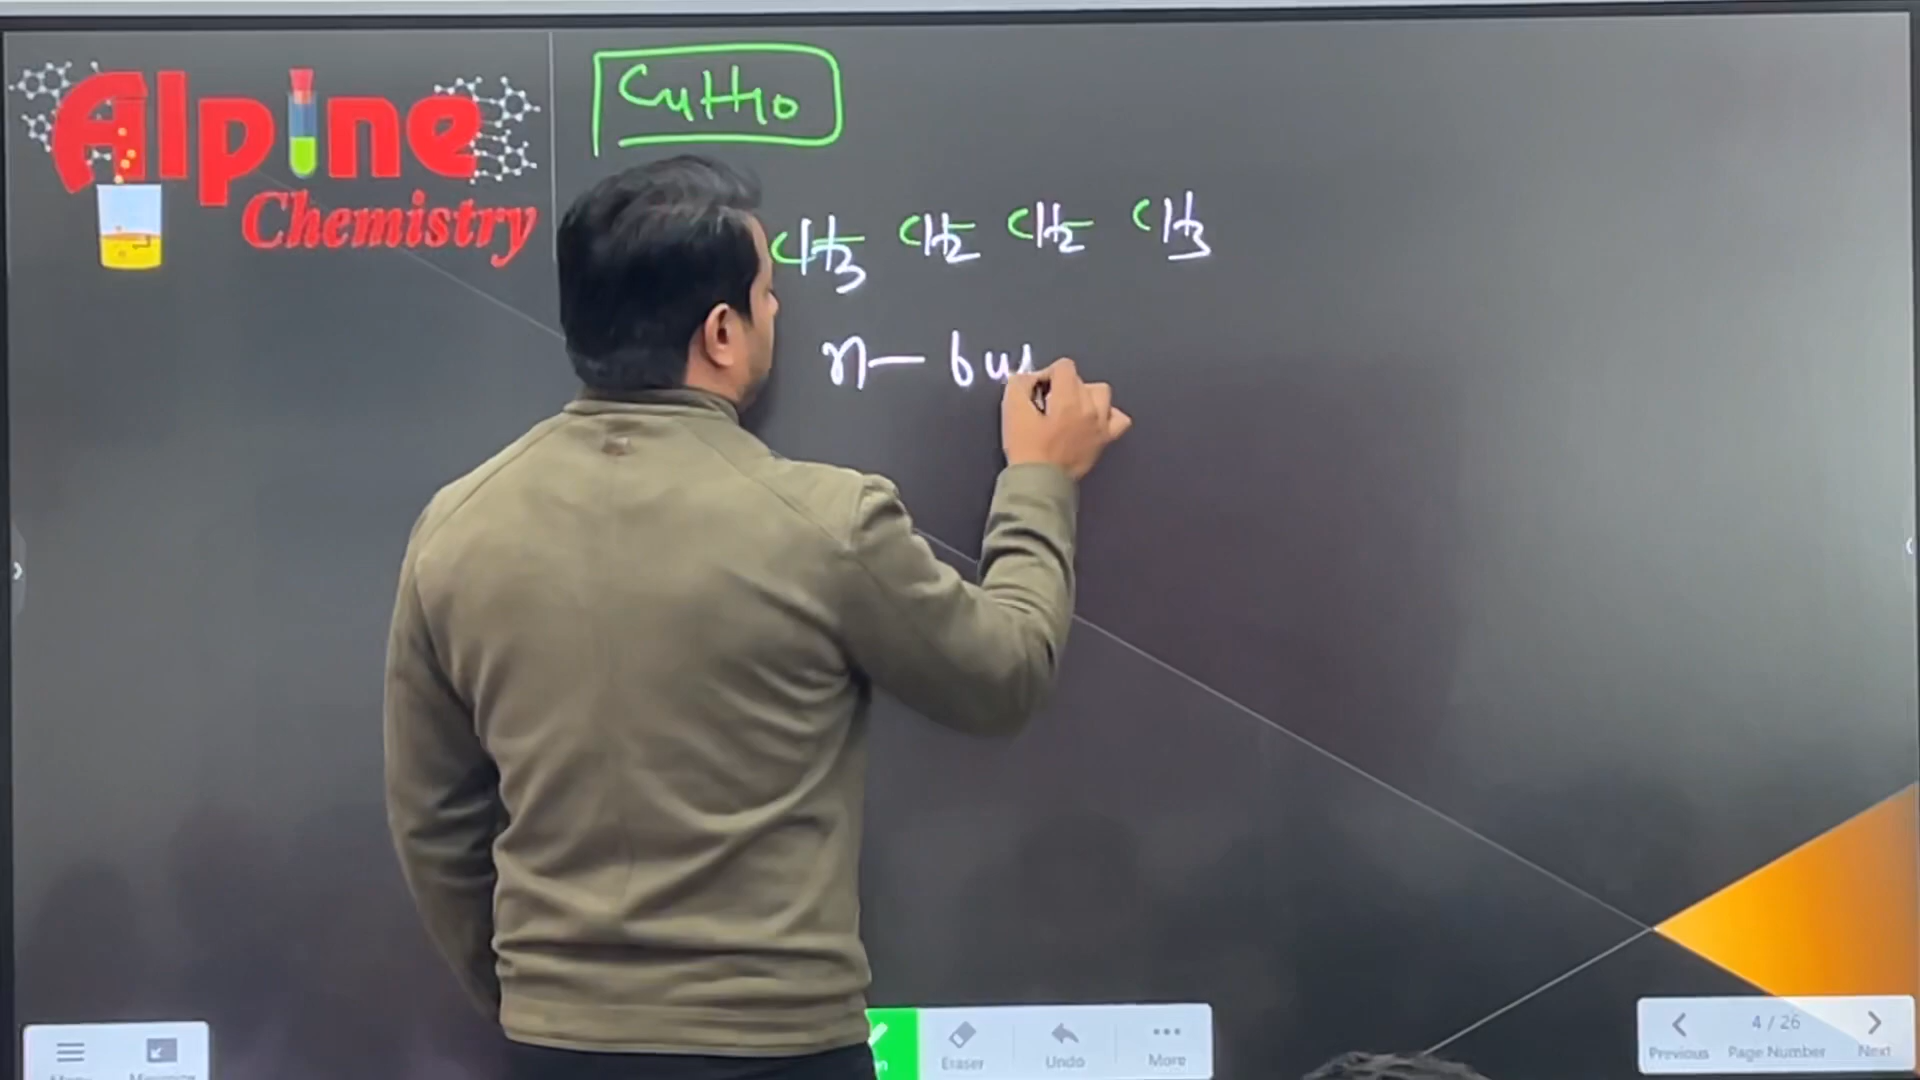 Alpine
Chemistry
C4H10
CH3 CH2 CH2 CH3
n- bu
Eraser
Undo
More
4 / 26
Previous
Page Number
Next